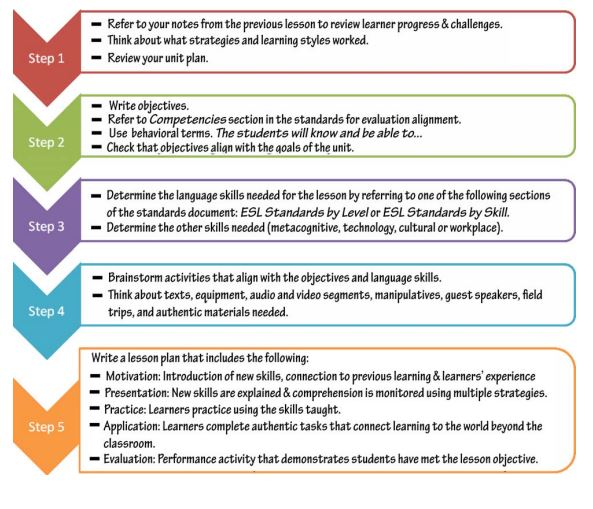 Step 1
– Refer to your notes from the previous lesson to review learner progress & challenges.
– Think about what strategies and learning styles worked.
– Review your unit plan.
Step 2
– Write objectives.
– Refer to Competencies section in the standards for evaluation alignment.
– Use behavioral terms. The students will know and be able to...
– Check that objectives align with the goals of the unit.
Step 3
– Determine the language skills needed for the lesson by referring to one of the following sections
of the standards document: ESL Standards by Level or ESL Standards by Skill.
– Determine the other skills needed (metacognitive, technology, cultural or workplace).
Step 4
– Brainstorm activities that align with the objectives and language skills.
– Think about texts, equipment, audio and video segments, manipulatives, guest speakers, field
trips, and authentic materials needed.
Step 5
Write a lesson plan that includes the following:
– Motivation: Introduction of new skills, connection to previous learning & learners' experience
– Presentation: New skills are explained & comprehension is monitored using multiple strategies.
– Practice: Learners practice using the skills taught.
– Application: Learners complete authentic tasks that connect learning to the world beyond the
classroom.
– Evaluation: Performance activity that demonstrates students have met the lesson objective.